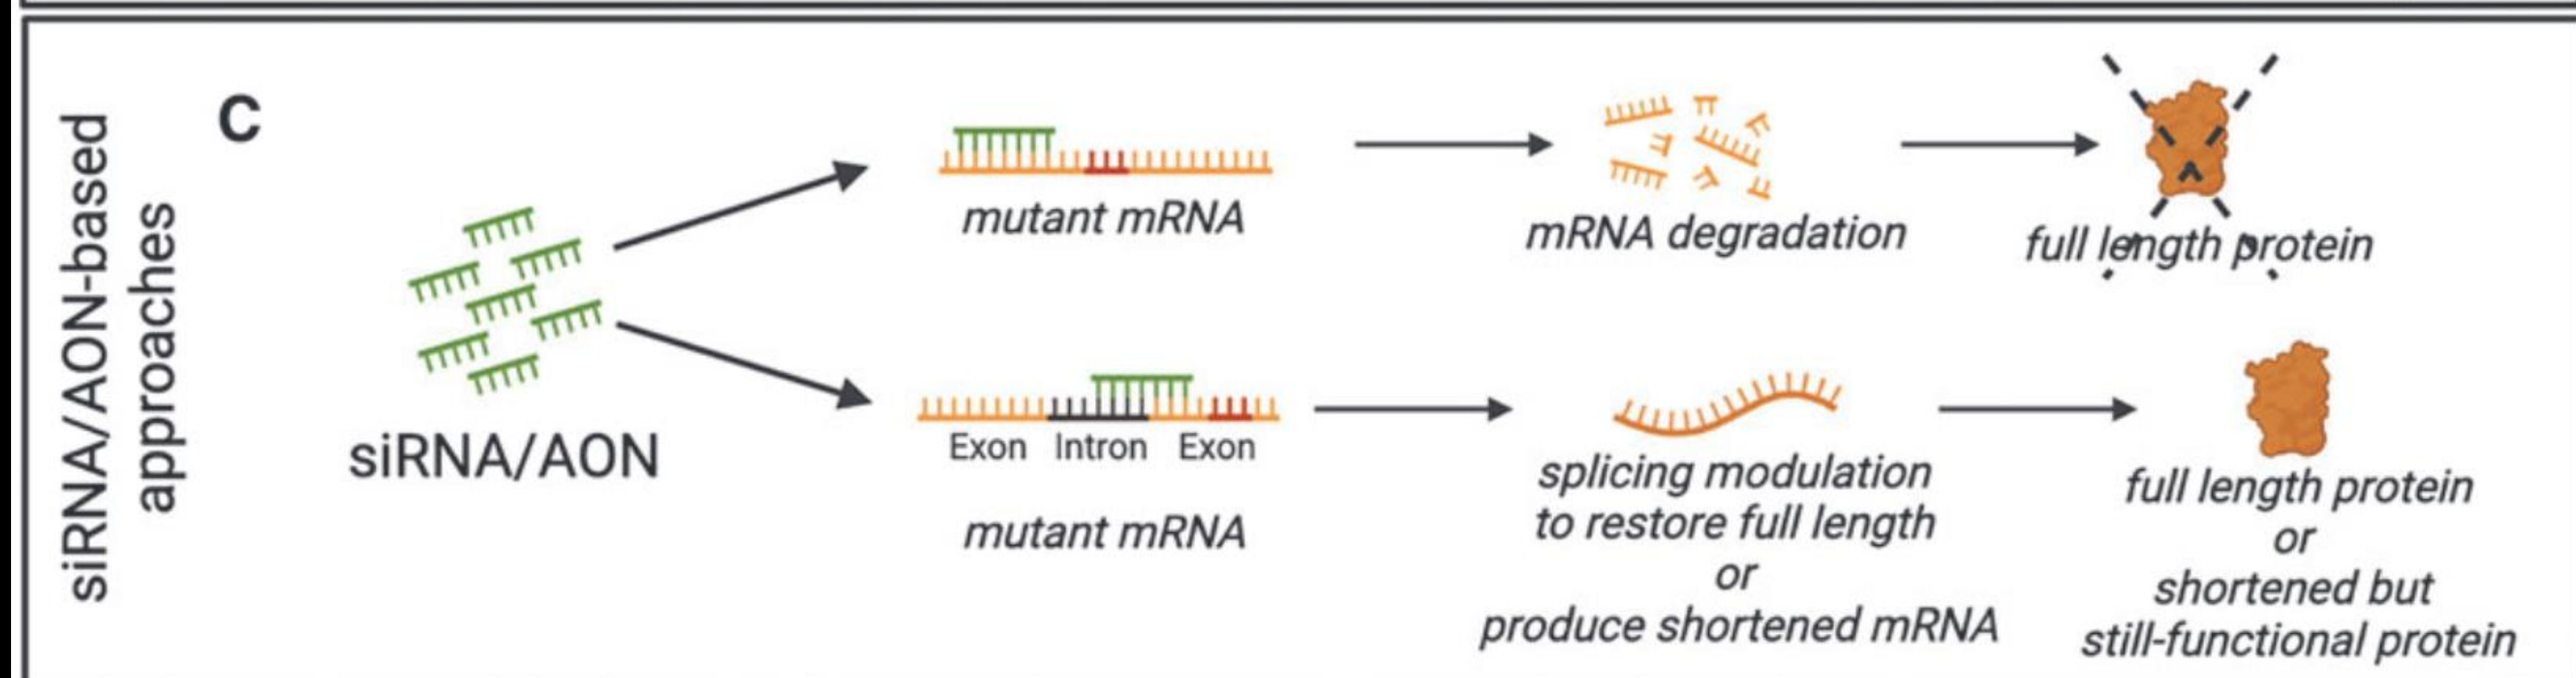 siRNA/AON-based
approaches
C
siRNA/AON
mutant mRNA
mRNA degradation
full length protein
Exon Intron Exon
mutant mRNA
splicing modulation
to restore full length
or
produce shortened mRNA
full length protein
or
shortened but
still-functional protein